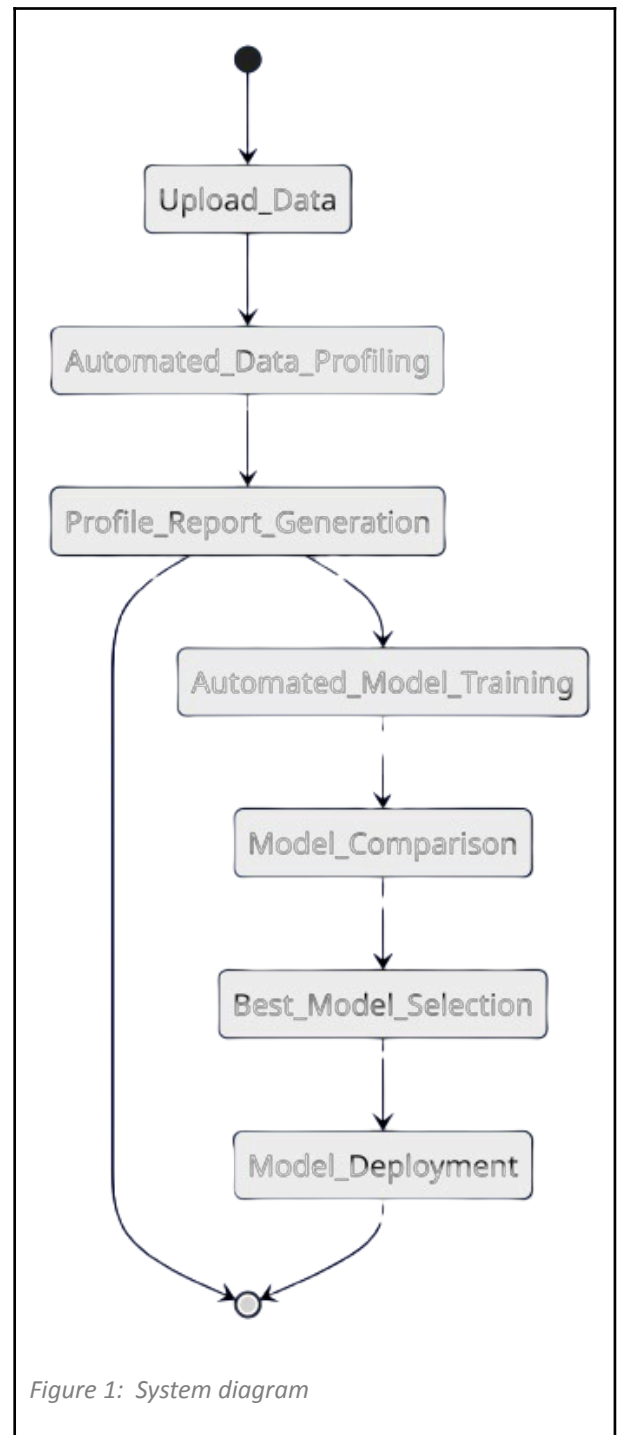 Upload_Data
Automated_Data_Profiling
Profile_Report_Generation
Automated_Model_Training
Model_Comparison
Best_Model_Selection
Model_Deployment
Figure 1: System diagram